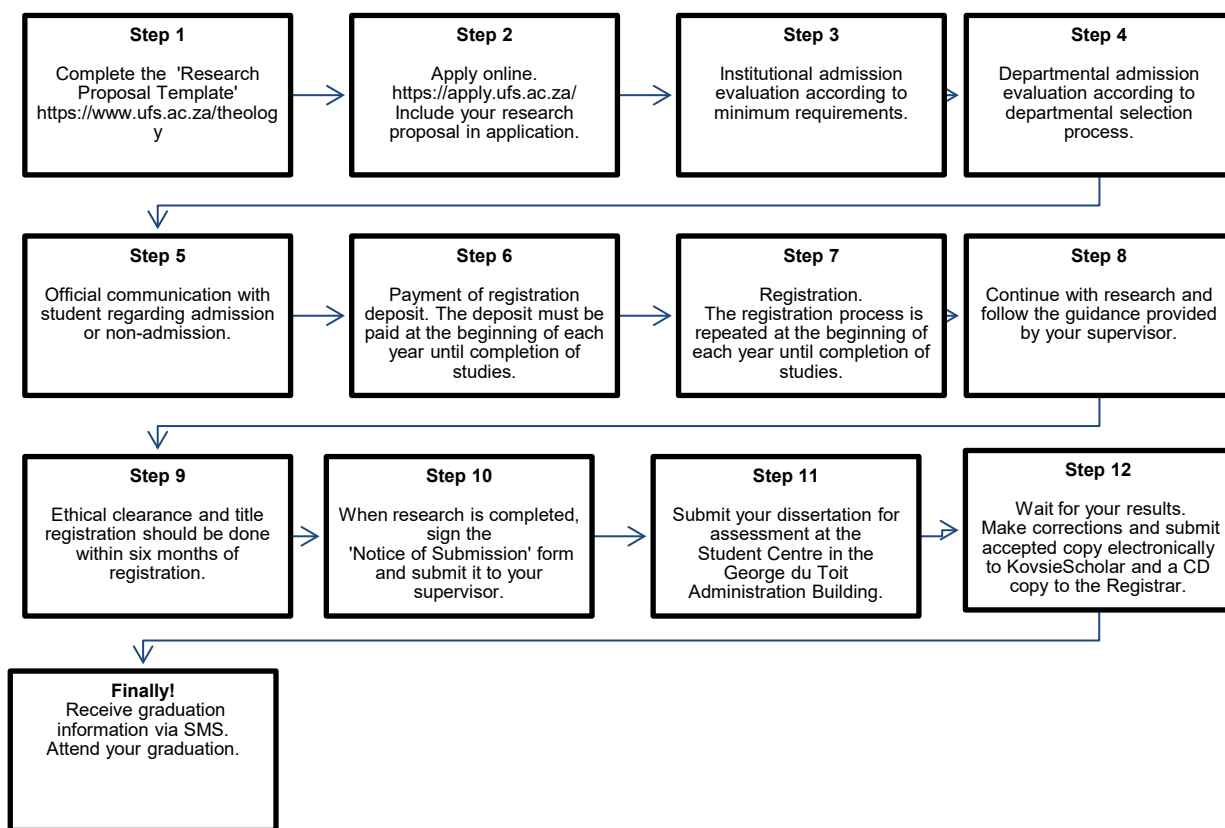 Step 1
Complete the 'Research
Proposal Template'
https://www.ufs.ac.za/theolog
y
Step 2
Apply online.
https://apply.ufs.ac.za/
Include your research
proposal in application.
Step 3
Institutional admission
evaluation according to
minimum requirements.
Step 4
Departmental admission
evaluation according to
departmental selection
process.
Step 5
Official communication with
student regarding admission
or non-admission.
Step 6
Payment of registration
deposit. The deposit must be
paid at the beginning of each
year until completion of
studies.
Step 7
Registration.
The registration process is
repeated at the beginning of
each year until completion of
studies.
Step 8
Continue with research and
follow the guidance provided
by your supervisor.
Step 9
Ethical clearance and title
registration should be done
within six months of
registration.
Step 10
When research is completed,
sign the
'Notice of Submission' form
and submit it to your
supervisor.
Step 11
Submit your dissertation for
assessment at the
Student Centre in the
George du Toit
Administration Building.
Step 12
Wait for your results.
Make corrections and submit
accepted copy electronically
to KovsieScholar and a CD
copy to the Registrar.
Finally!
Receive graduation
information via SMS.
Attend your graduation.